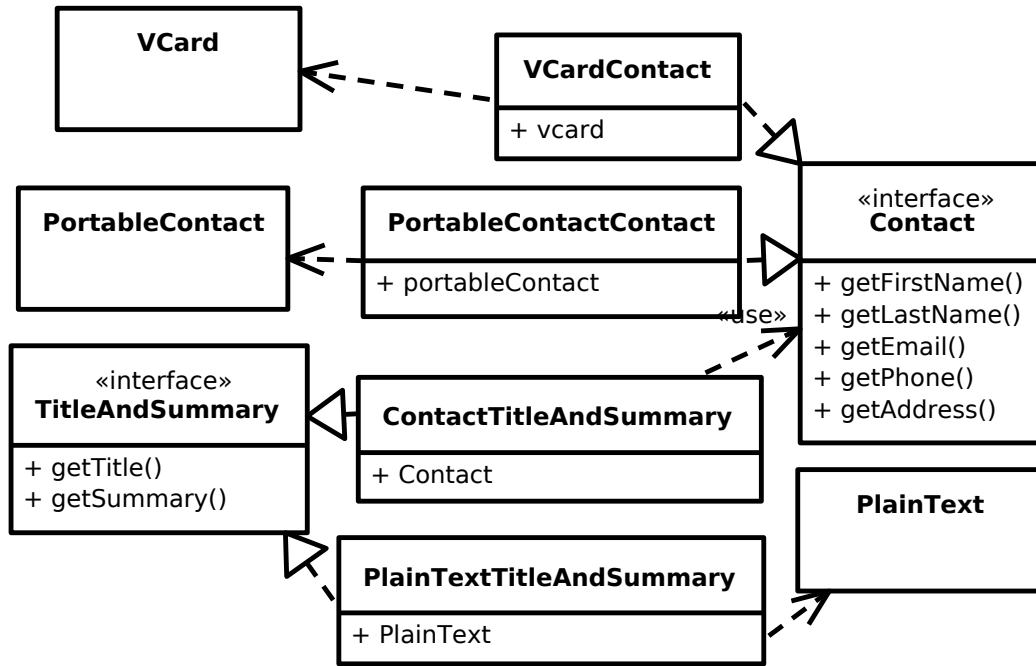 VCard
VCardContact
+ vcard
PortableContact
PortableContactContact
+ portableContact
«interface»
Contact
+ getFirstName()
+ getLastName()
+ getEmail()
+ getPhone()
+ getAddress()
«use»
«interface»
TitleAndSummary
+ getTitle()
+ getSummary()
ContactTitleAndSummary
+ Contact
PlainText
PlainTextTitleAndSummary
+ PlainText